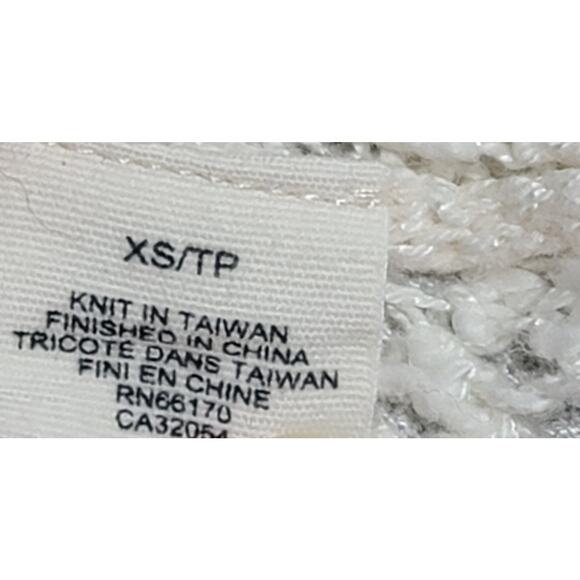 XS/TP
KNIT IN TAIWAN
FINISHED IN CHINA
TRICOTE DANS TAIWAN
FINI EN CHINE
RN66170
CA32054